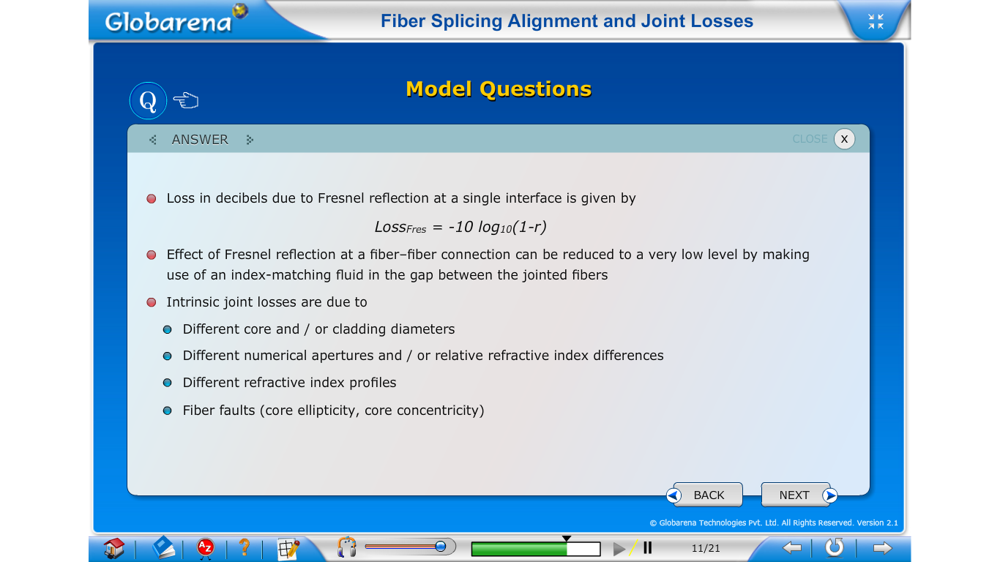 Globarena
Fiber Splicing Alignment and Joint Losses
Q
Model Questions
ANSWER
CLOSE X
Loss in decibels due to Fresnel reflection at a single interface is given by
LossFres = -10 log10(1-r)
Effect of Fresnel reflection at a fiber–fiber connection can be reduced to a very low level by making
use of an index-matching fluid in the gap between the jointed fibers
Intrinsic joint losses are due to
Different core and / or cladding diameters
Different numerical apertures and / or relative refractive index differences
Different refractive index profiles
Fiber faults (core ellipticity, core concentricity)
BACK
NEXT
© Globarena Technologies Pvt. Ltd. All Rights Reserved. Version 2.1
AZ
?
11/21